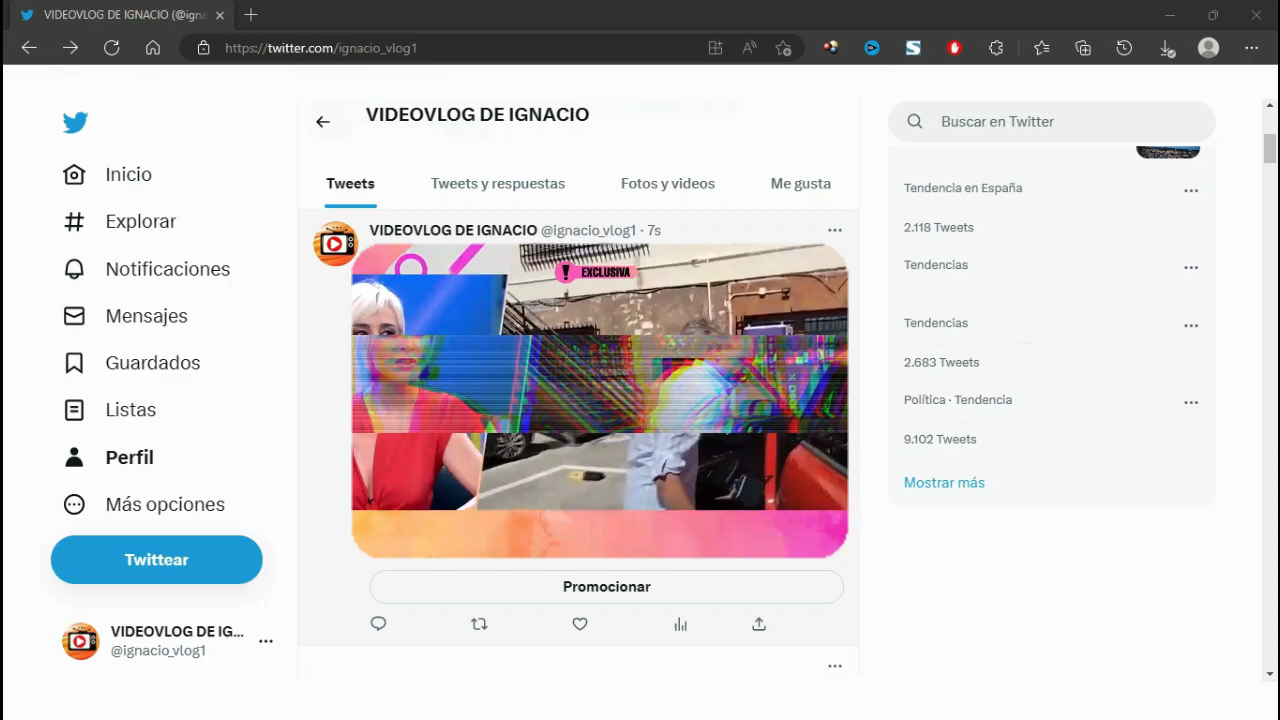 VIDEOVLOG DE IGNACIO (@igna
https://twitter.com/ignacio_vlog1
VIDEOVLOG DE IGNACIO
Buscar en Twitter
Inicio
Explorar
Notificaciones
Mensajes
Guardados
Listas
Perfil
Más opciones
Twittear
VIDEOVLOG DE IG...
@ignacio_vlog1
Tweets
Tweets y respuestas
Fotos y videos
Me gusta
VIDEOVLOG DE IGNACIO @ignacio_vlog1 · 7s
! EXCLUSIVA
Promocionar
Tendencia en España
2.118 Tweets
Tendencias
Tendencias
2.683 Tweets
Política · Tendencia
9.102 Tweets
Mostrar más